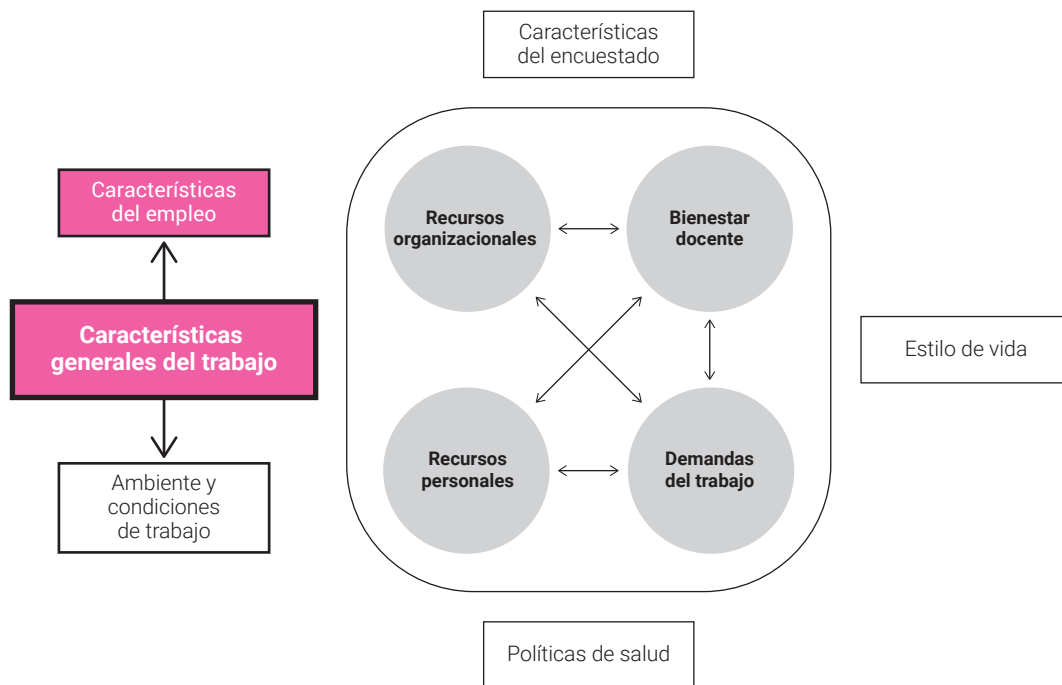 Características
del encuestado
Características
del empleo
Recursos
organizacionales
Bienestar
docente
Características
generales del trabajo
Estilo de vida
Recursos
personales
Demandas
del trabajo
Ambiente y
condiciones
de trabajo
Políticas de salud